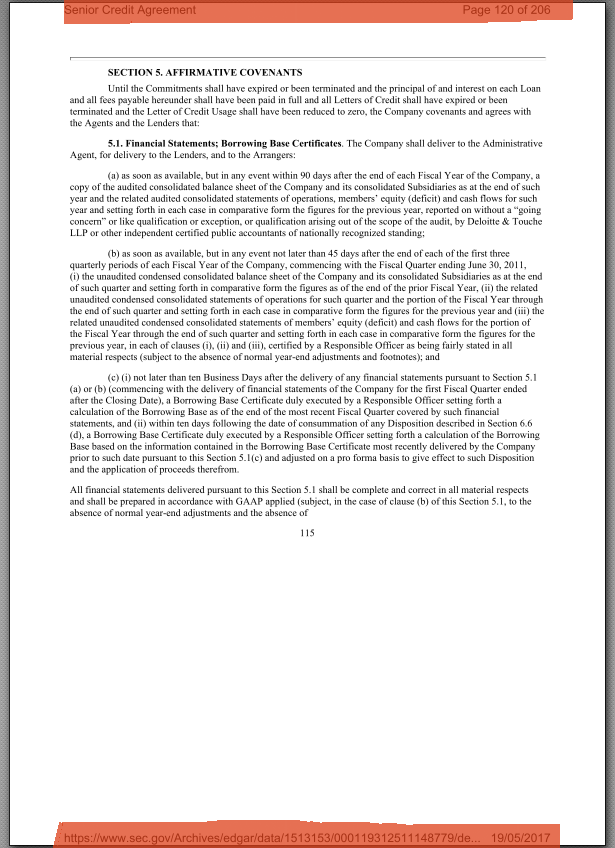 Senior Credit Agreement
Page 120 of 206
SECTION 5. AFFIRMATIVE COVENANTS
Until the Commitments shall have expired or been terminated and the principal of and interest on each Loan
and all fees payable hereunder shall have been paid in full and all Letters of Credit shall have expired or been
terminated and the Letter of Credit Usage shall have been reduced to zero, the Company covenants and agrees with
the Agents and the Lenders that:
5.1. Financial Statements; Borrowing Base Certificates. The Company shall deliver to the Administrative
Agent, for delivery to the Lenders, and to the Arrangers:
(a) as soon as available, but in any event within 90 days after the end of each Fiscal Year of the Company, a
copy of the audited consolidated balance sheet of the Company and its consolidated Subsidiaries as at the end of such
year and the related audited consolidated statements of operations, members’ equity (deficit) and cash flows for such
year and setting forth in each case in comparative form the figures for the previous year, reported on without a “going
concern” or like qualification or exception, or qualification arising out of the scope of the audit, by Deloitte & Touche
LLP or other independent certified public accountants of nationally recognized standing;
(b) as soon as available, but in any event not later than 45 days after the end of each of the first three
quarterly periods of each Fiscal Year of the Company, commencing with the Fiscal Quarter ending June 30, 2011,
(i) the unaudited condensed consolidated balance sheet of the Company and its consolidated Subsidiaries as at the end
of such quarter and setting forth in comparative form the figures as of the end of the prior Fiscal Year, (ii) the related
unaudited condensed consolidated statements of operations for such quarter and the portion of the Fiscal Year through
the end of such quarter and setting forth in each case in comparative form the figures for the previous year and (iii) the
related unaudited condensed consolidated statements of members’ equity (deficit) and cash flows for the portion of
the Fiscal Year through the end of such quarter and setting forth in each case in comparative form the figures for the
previous year, in each of clauses (i), (ii) and (iii), certified by a Responsible Officer as being fairly stated in all
material respects (subject to the absence of normal year-end adjustments and footnotes); and
(c) (i) not later than ten Business Days after the delivery of any financial statements pursuant to Section 5.1
(a) or (b) (commencing with the delivery of financial statements of the Company for the first Fiscal Quarter ended
after the Closing Date), a Borrowing Base Certificate duly executed by a Responsible Officer setting forth a
calculation of the Borrowing Base as of the end of the most recent Fiscal Quarter covered by such financial
statements, and (ii) within ten days following the date of consummation of any Disposition described in Section 6.6
(d), a Borrowing Base Certificate duly executed by a Responsible Officer setting forth a calculation of the Borrowing
Base based on the information contained in the Borrowing Base Certificate most recently delivered by the Company
prior to such date pursuant to this Section 5.1(c) and adjusted on a pro forma basis to give effect to such Disposition
and the application of proceeds therefrom.
All financial statements delivered pursuant to this Section 5.1 shall be complete and correct in all material respects
and shall be prepared in accordance with GAAP applied (subject, in the case of clause (b) of this Section 5.1, to the
absence of normal year-end adjustments and the absence of
115
https://www.sec.gov/Archives/edgar/data/1513153/000119312511148779/de... 19/05/2017